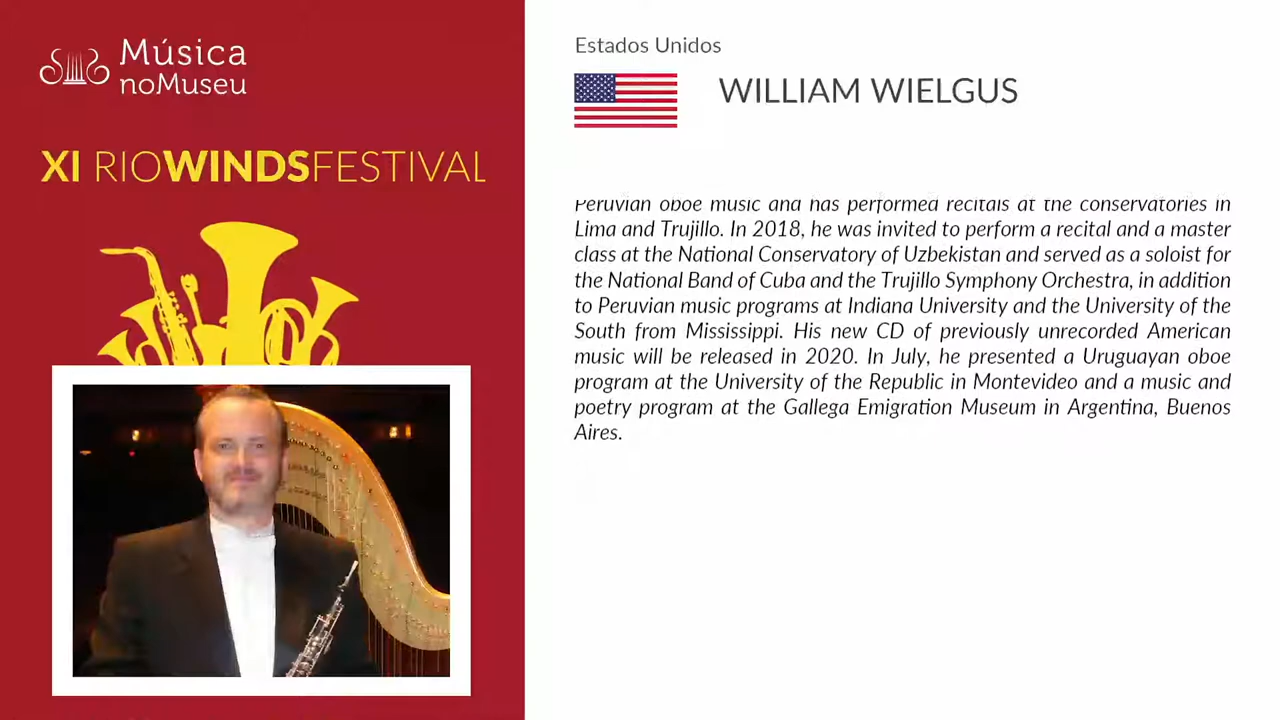 Música
noMuseu
XI RIOWINDSFESTIVAL
Estados Unidos
WILLIAM WIELGUS
Peruvian oboe music and has performed recitals at the conservatories in
Lima and Trujillo. In 2018, he was invited to perform a recital and a master
class at the National Conservatory of Uzbekistan and served as a soloist for
the National Band of Cuba and the Trujillo Symphony Orchestra, in addition
to Peruvian music programs at Indiana University and the University of the
South from Mississippi. His new CD of previously unrecorded American
music will be released in 2020. In July, he presented a Uruguayan oboe
program at the University of the Republic in Montevideo and a music and
poetry program at the Gallega Emigration Museum in Argentina, Buenos
Aires.